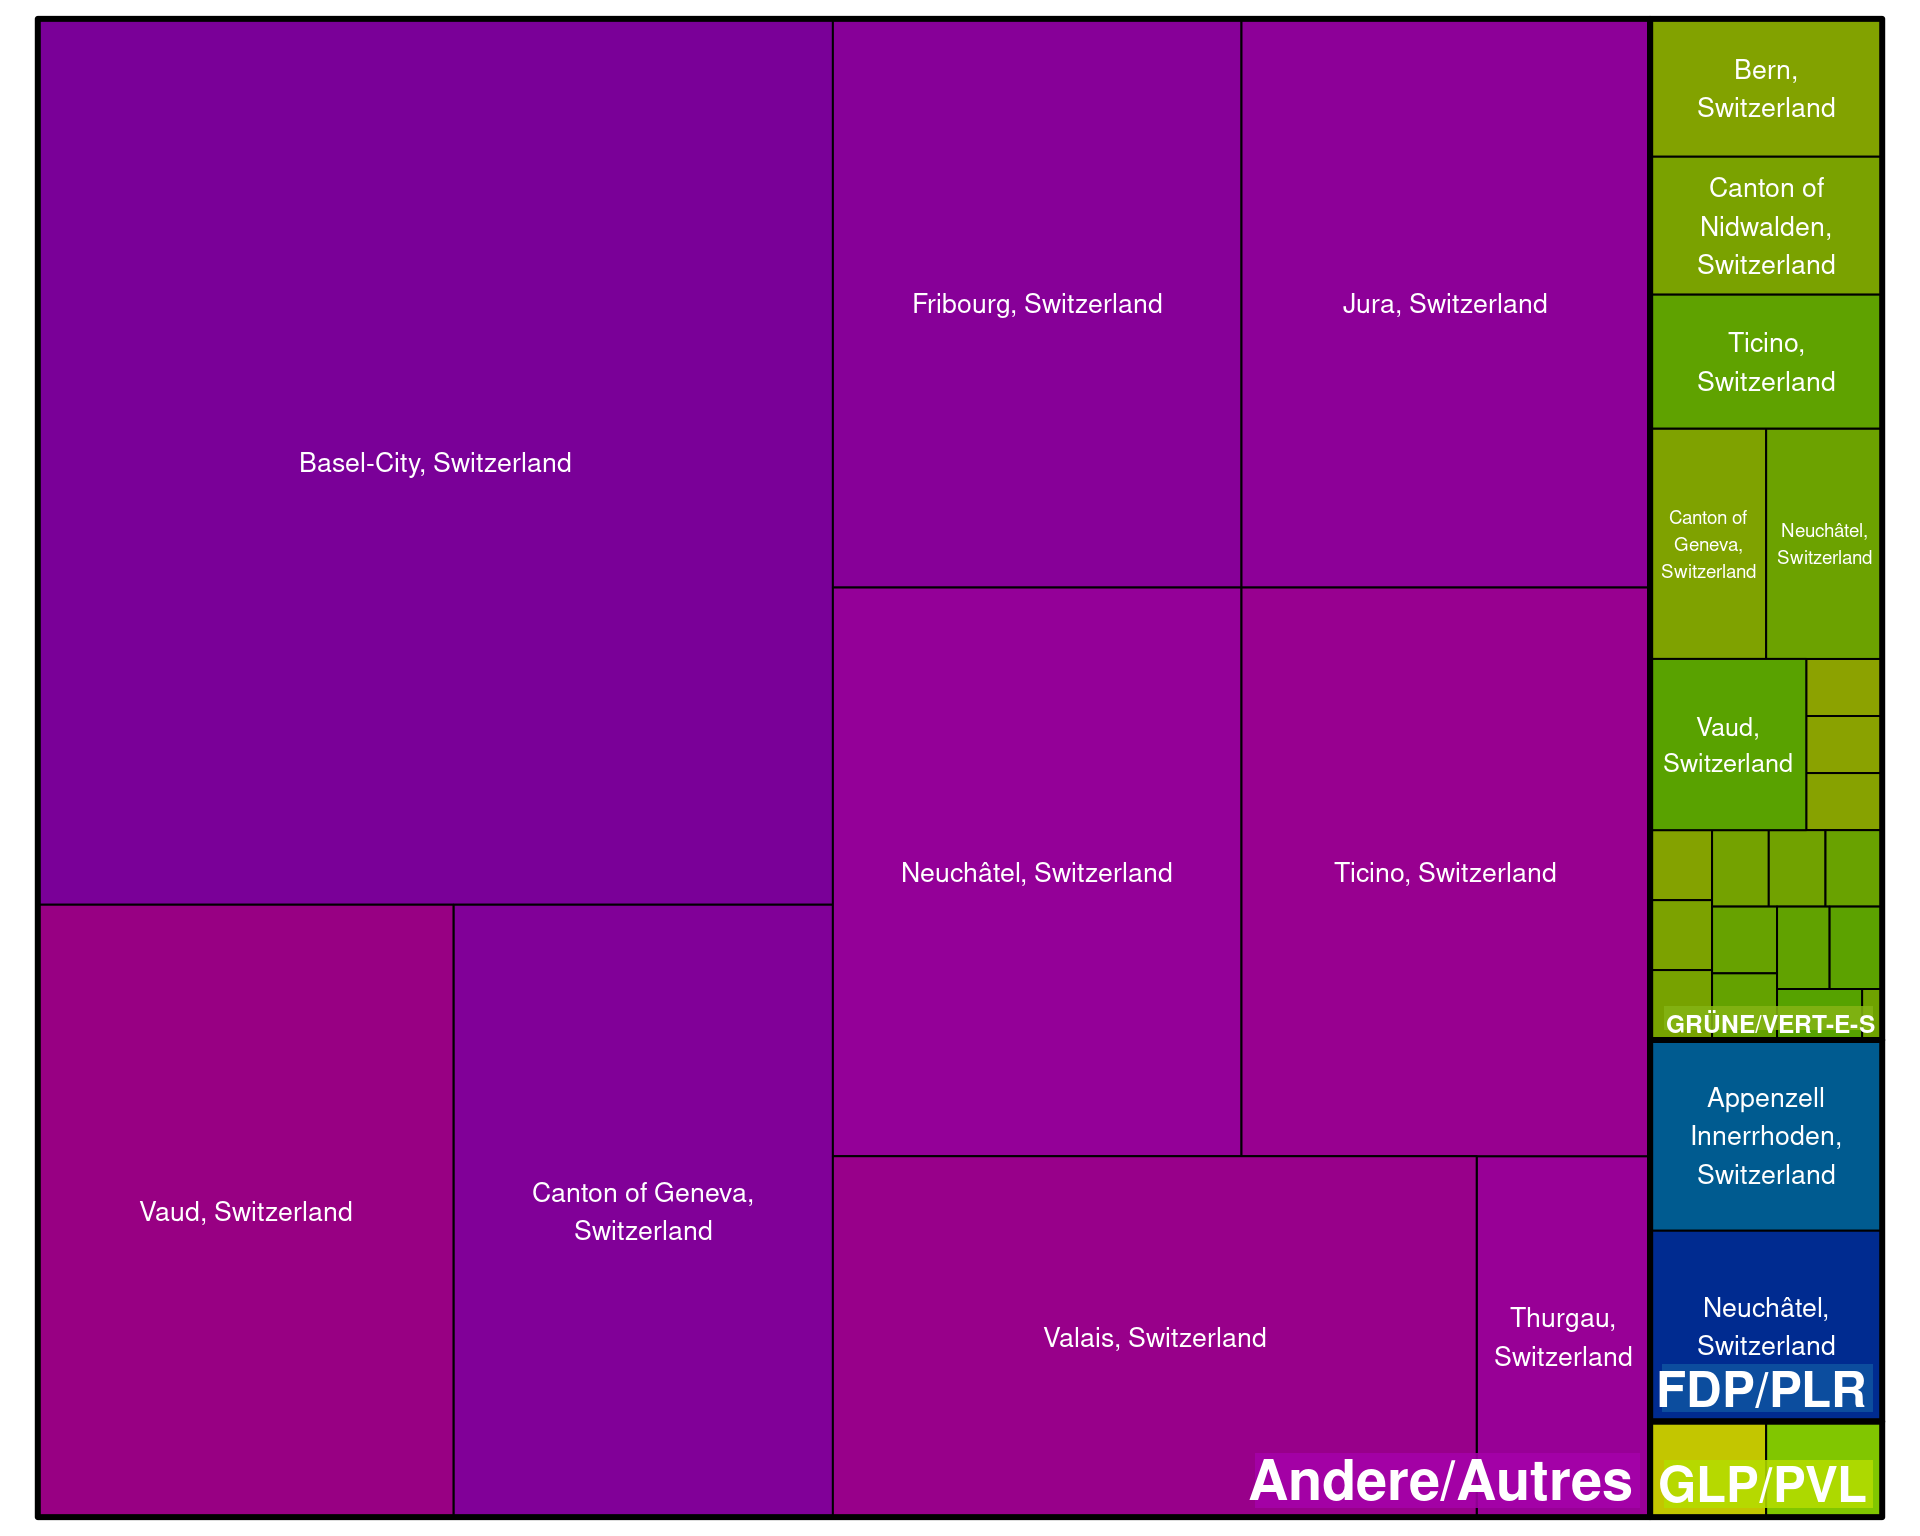 Basel-City, Switzerland
Vaud, Switzerland
Canton of Geneva,
Switzerland
Fribourg, Switzerland
Jura, Switzerland
Neuchâtel, Switzerland
Ticino, Switzerland
Valais, Switzerland
Thurgau,
Switzerland
Andere/Autres
Bern,
Switzerland
Canton of
Nidwalden,
Switzerland
Ticino,
Switzerland
Canton of
Geneva,
Switzerland
Neuchâtel,
Switzerland
Vaud,
Switzerland
GRÜNE/VERT-E-S
Appenzell
Innerrhoden,
Switzerland
Neuchâtel,
Switzerland
FDP/PLR
GLP/PVL